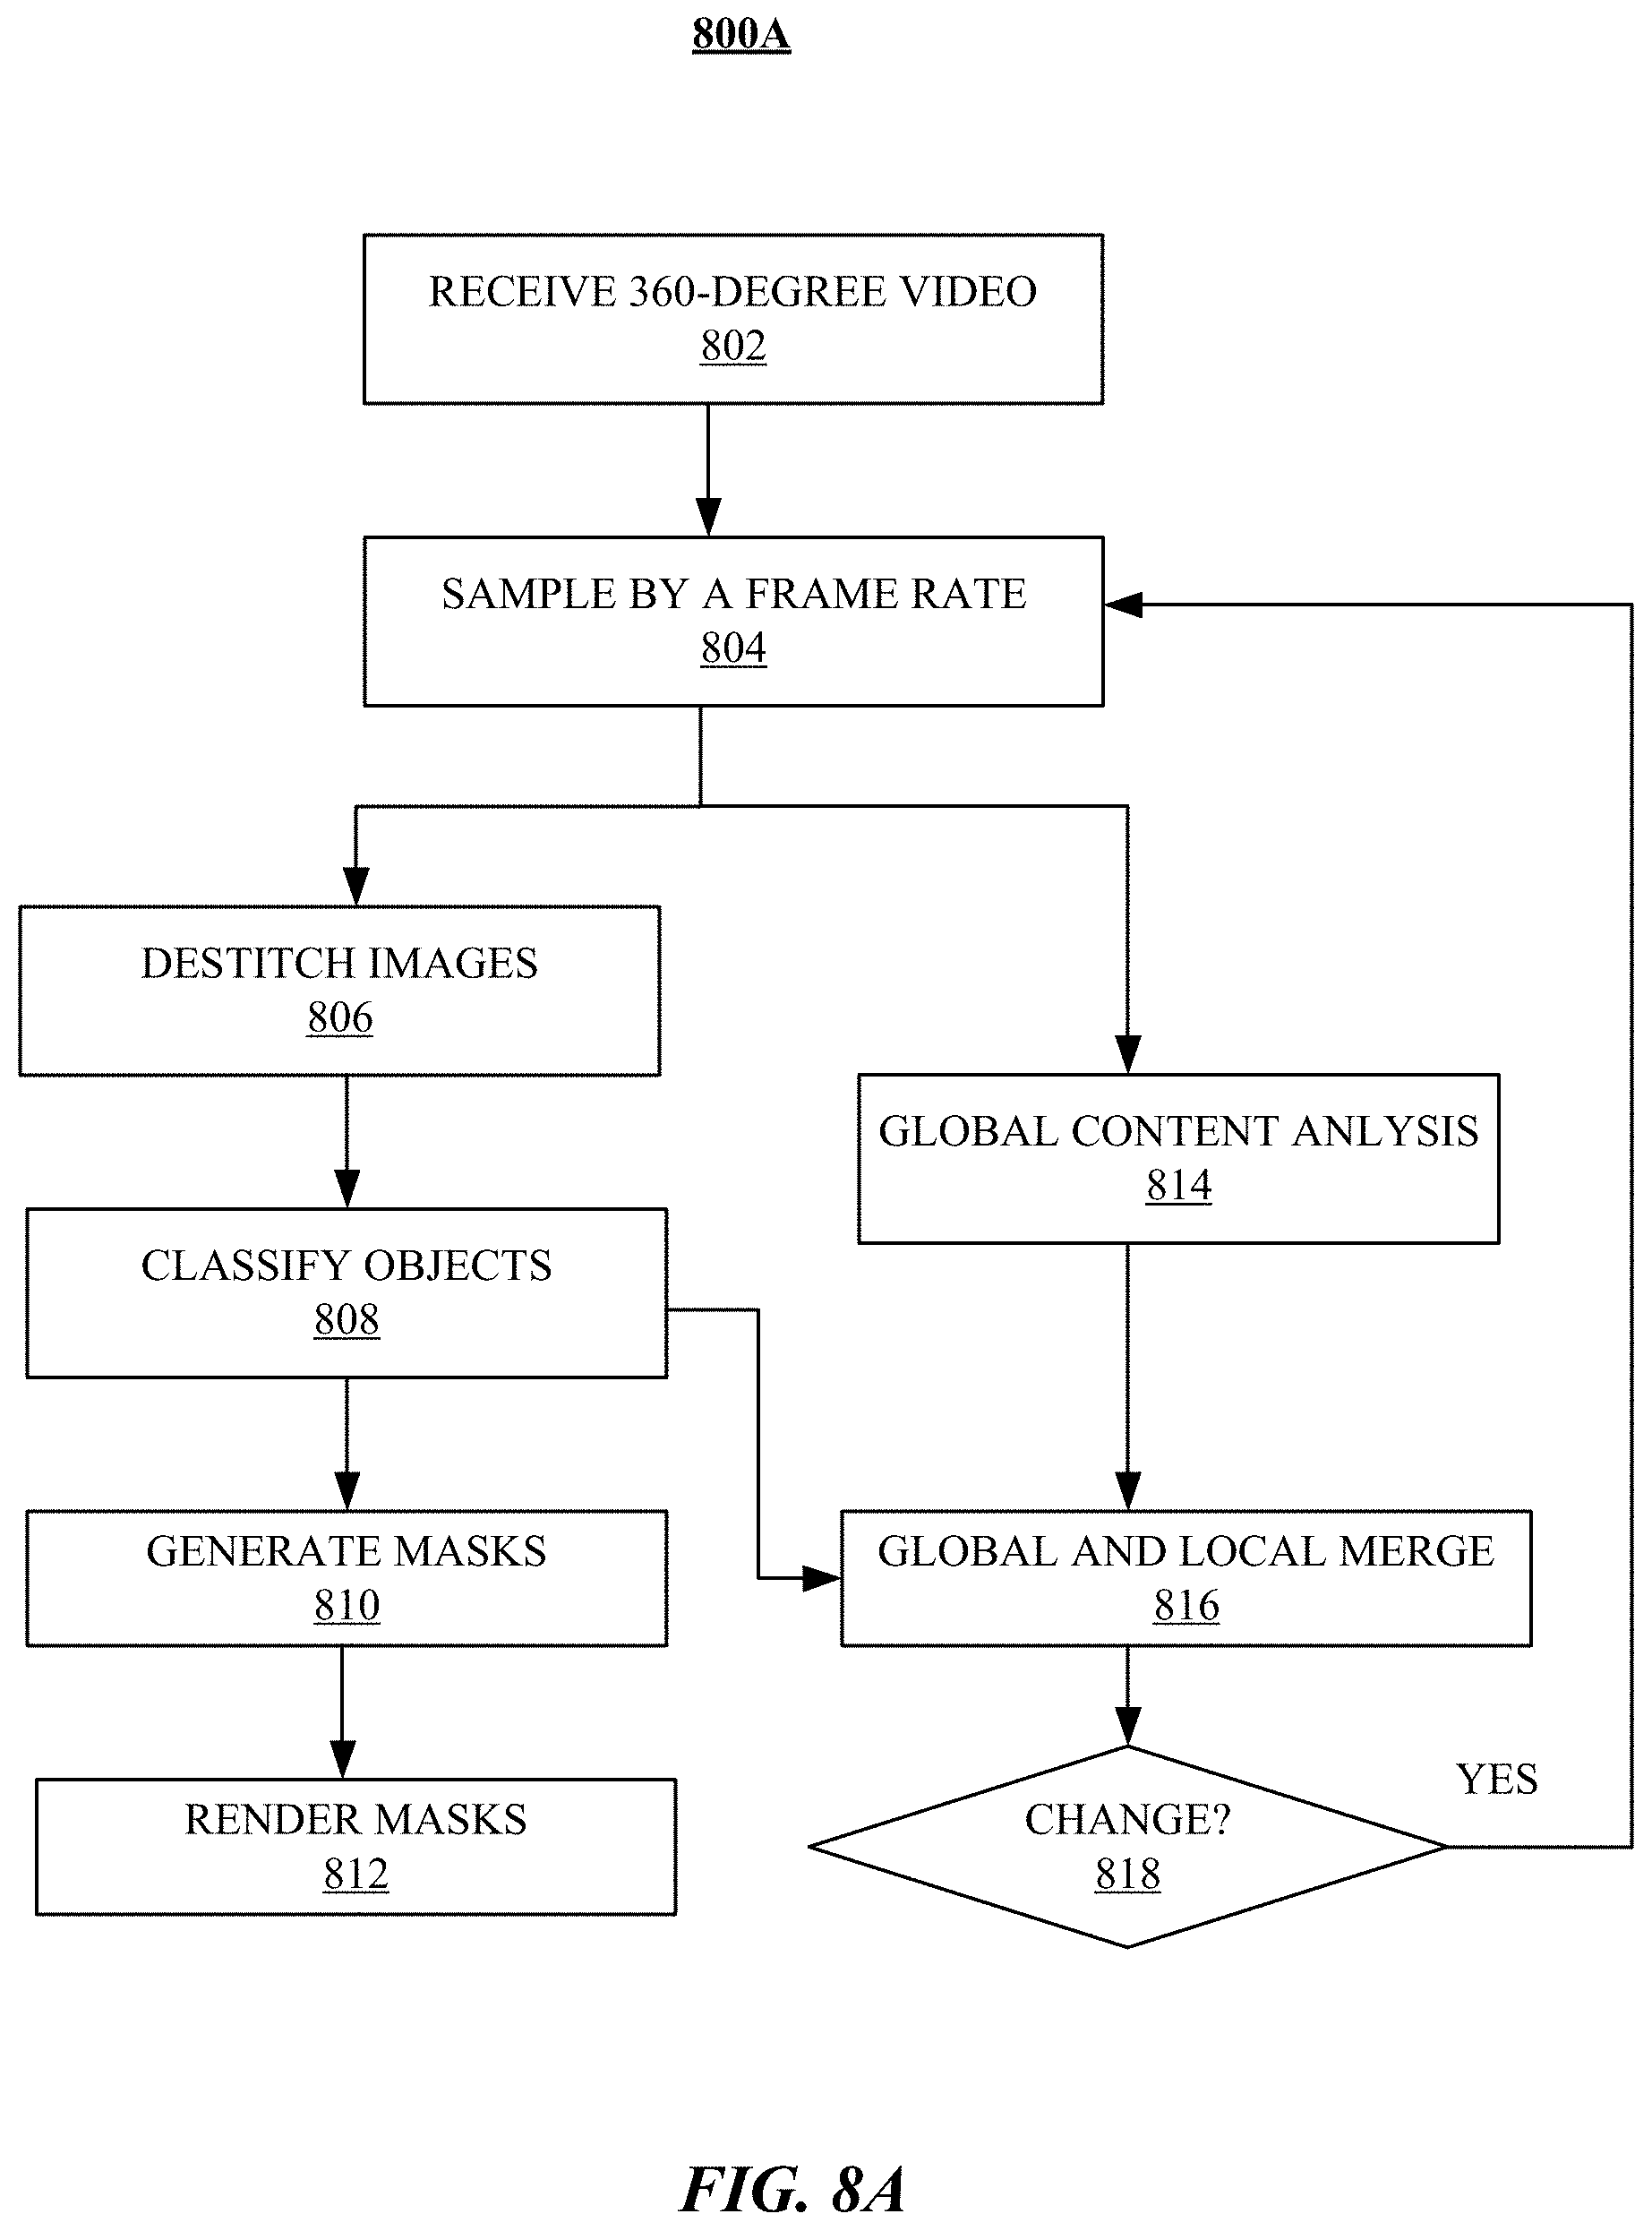 800A
RECEIVE 360-DEGREE VIDEO
802
SAMPLE BY A FRAME RATE
804
DESTITCH IMAGES
806
GLOBAL CONTENT ANLYSIS
814
CLASSIFY OBJECTS
808
GENERATE MASKS
810
GLOBAL AND LOCAL MERGE
816
RENDER MASKS
812
CHANGE?
818
YES
FIG. 8A